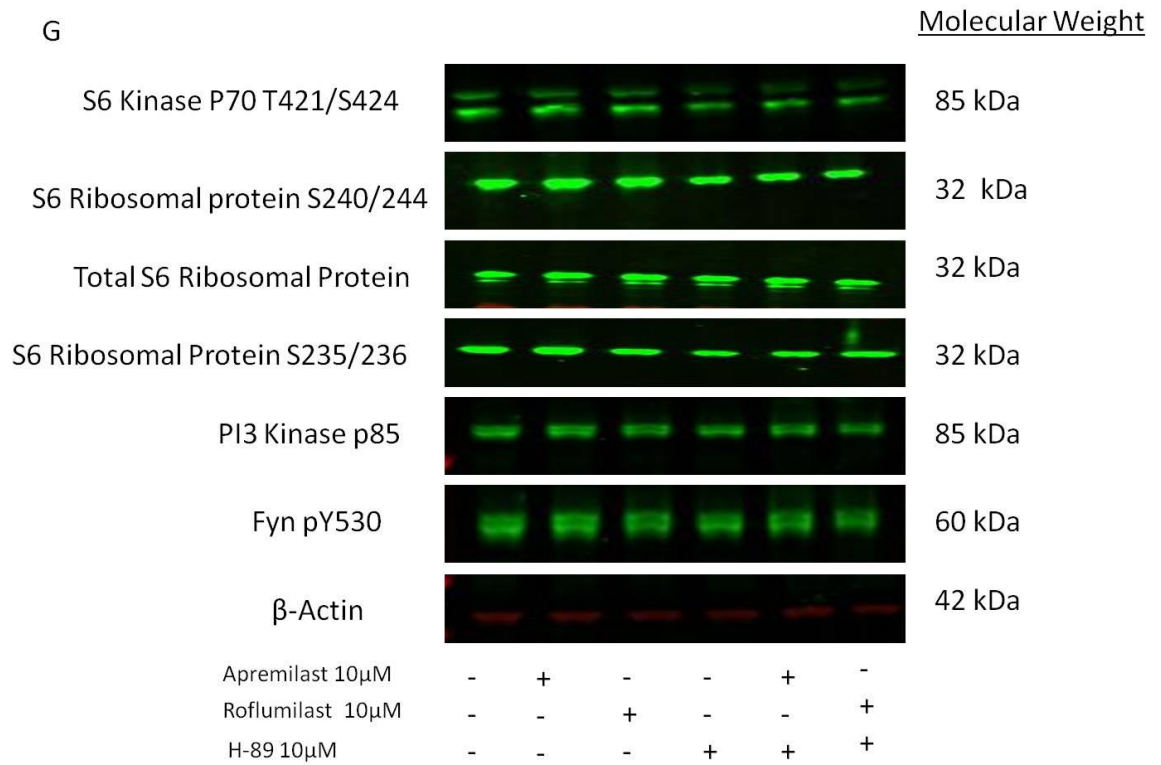 G
Molecular Weight
S6 Kinase P70 T421/S424 85 kDa
S6 Ribosomal protein S240/244 32 kDa
Total S6 Ribosomal Protein 32 kDa
S6 Ribosomal Protein S235/236 32 kDa
PI3 Kinase p85 85 kDa
Fyn pY530 60 kDa
β-Actin 42 kDa
Apremilast 10μM - + - - + -
Roflumilast 10μM - - + - - +
H-89 10μM - - - + + +